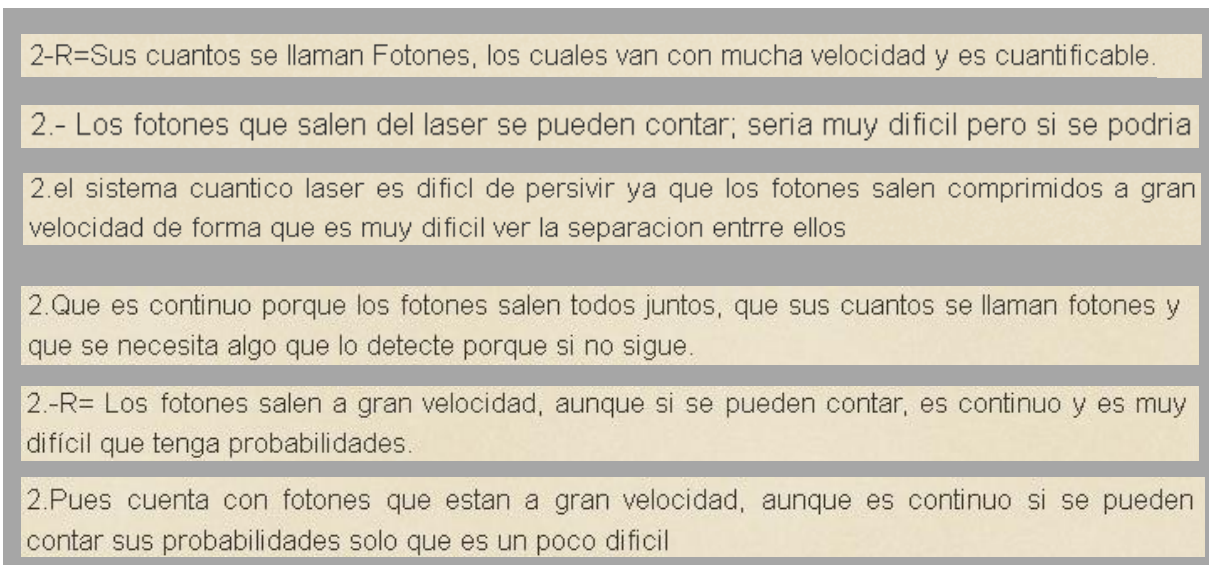 2-R=Sus cuantos se llaman Fotones, los cuales van con mucha velocidad y es cuantificable.
2.- Los fotones que salen del laser se pueden contar; seria muy dificil pero si se podria
2.el sistema cuantico laser es dificl de persivir ya que los fotones salen comprimidos a gran
velocidad de forma que es muy dificil ver la separacion entrre ellos
2.Que es continuo porque los fotones salen todos juntos, que sus cuantos se llaman fotones y
que se necesita algo que lo detecte porque si no sigue.
2.-R= Los fotones salen a gran velocidad, aunque si se pueden contar, es continuo y es muy
difícil que tenga probabilidades.
2.Pues cuenta con fotones que estan a gran velocidad, aunque es continuo si se pueden
contar sus probabilidades solo que es un poco dificil